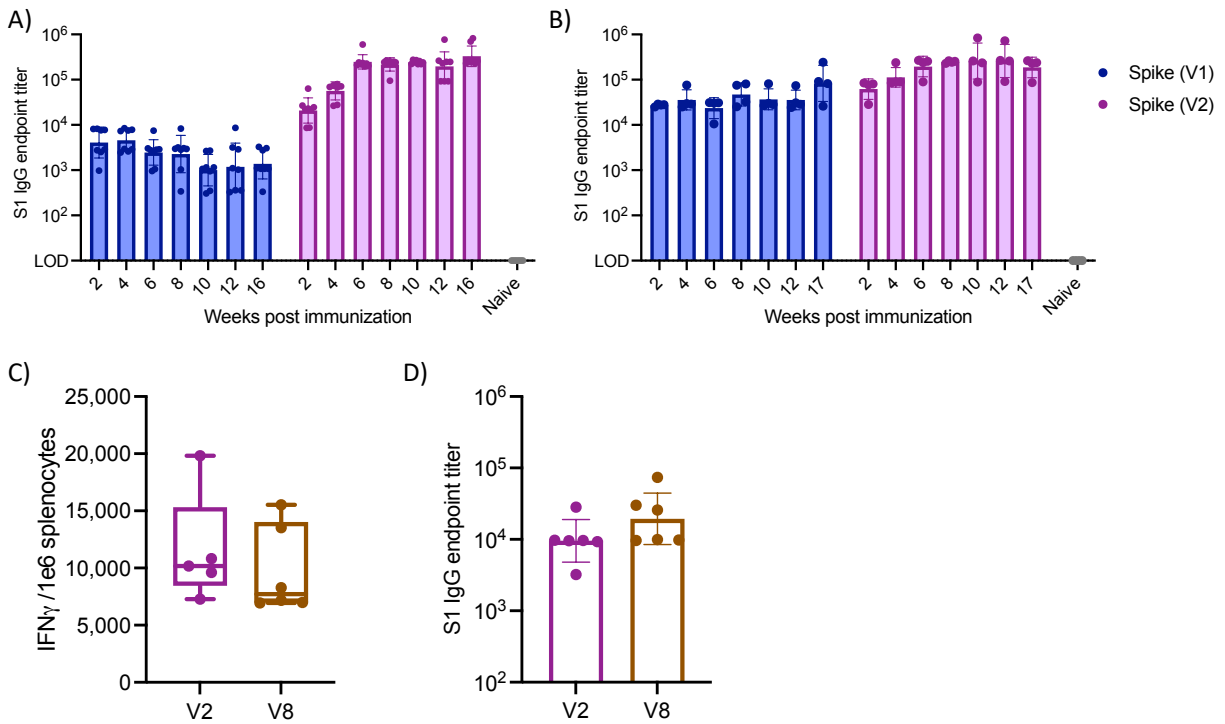 A)
S1 IgG endpoint titer
10⁶
10⁵
10⁴
10³
10²
LOD
2 4 6 8 10 12 16 2 4 6 8 10 12 16 Naive
Weeks post immunization
B)
S1 IgG endpoint titer
10⁶
10⁵
10⁴
10³
10²
LOD
2 4 6 8 10 12 17 2 4 6 8 10 12 17 Naive
Weeks post immunization
Spike (V1)
Spike (V2)
C)
IFNγ /1e6 splenocytes
25,000
20,000
15,000
10,000
5,000
0
V2 V8
D)
S1 IgG endpoint titer
10⁶
10⁵
10⁴
10³
10²
V2 V8